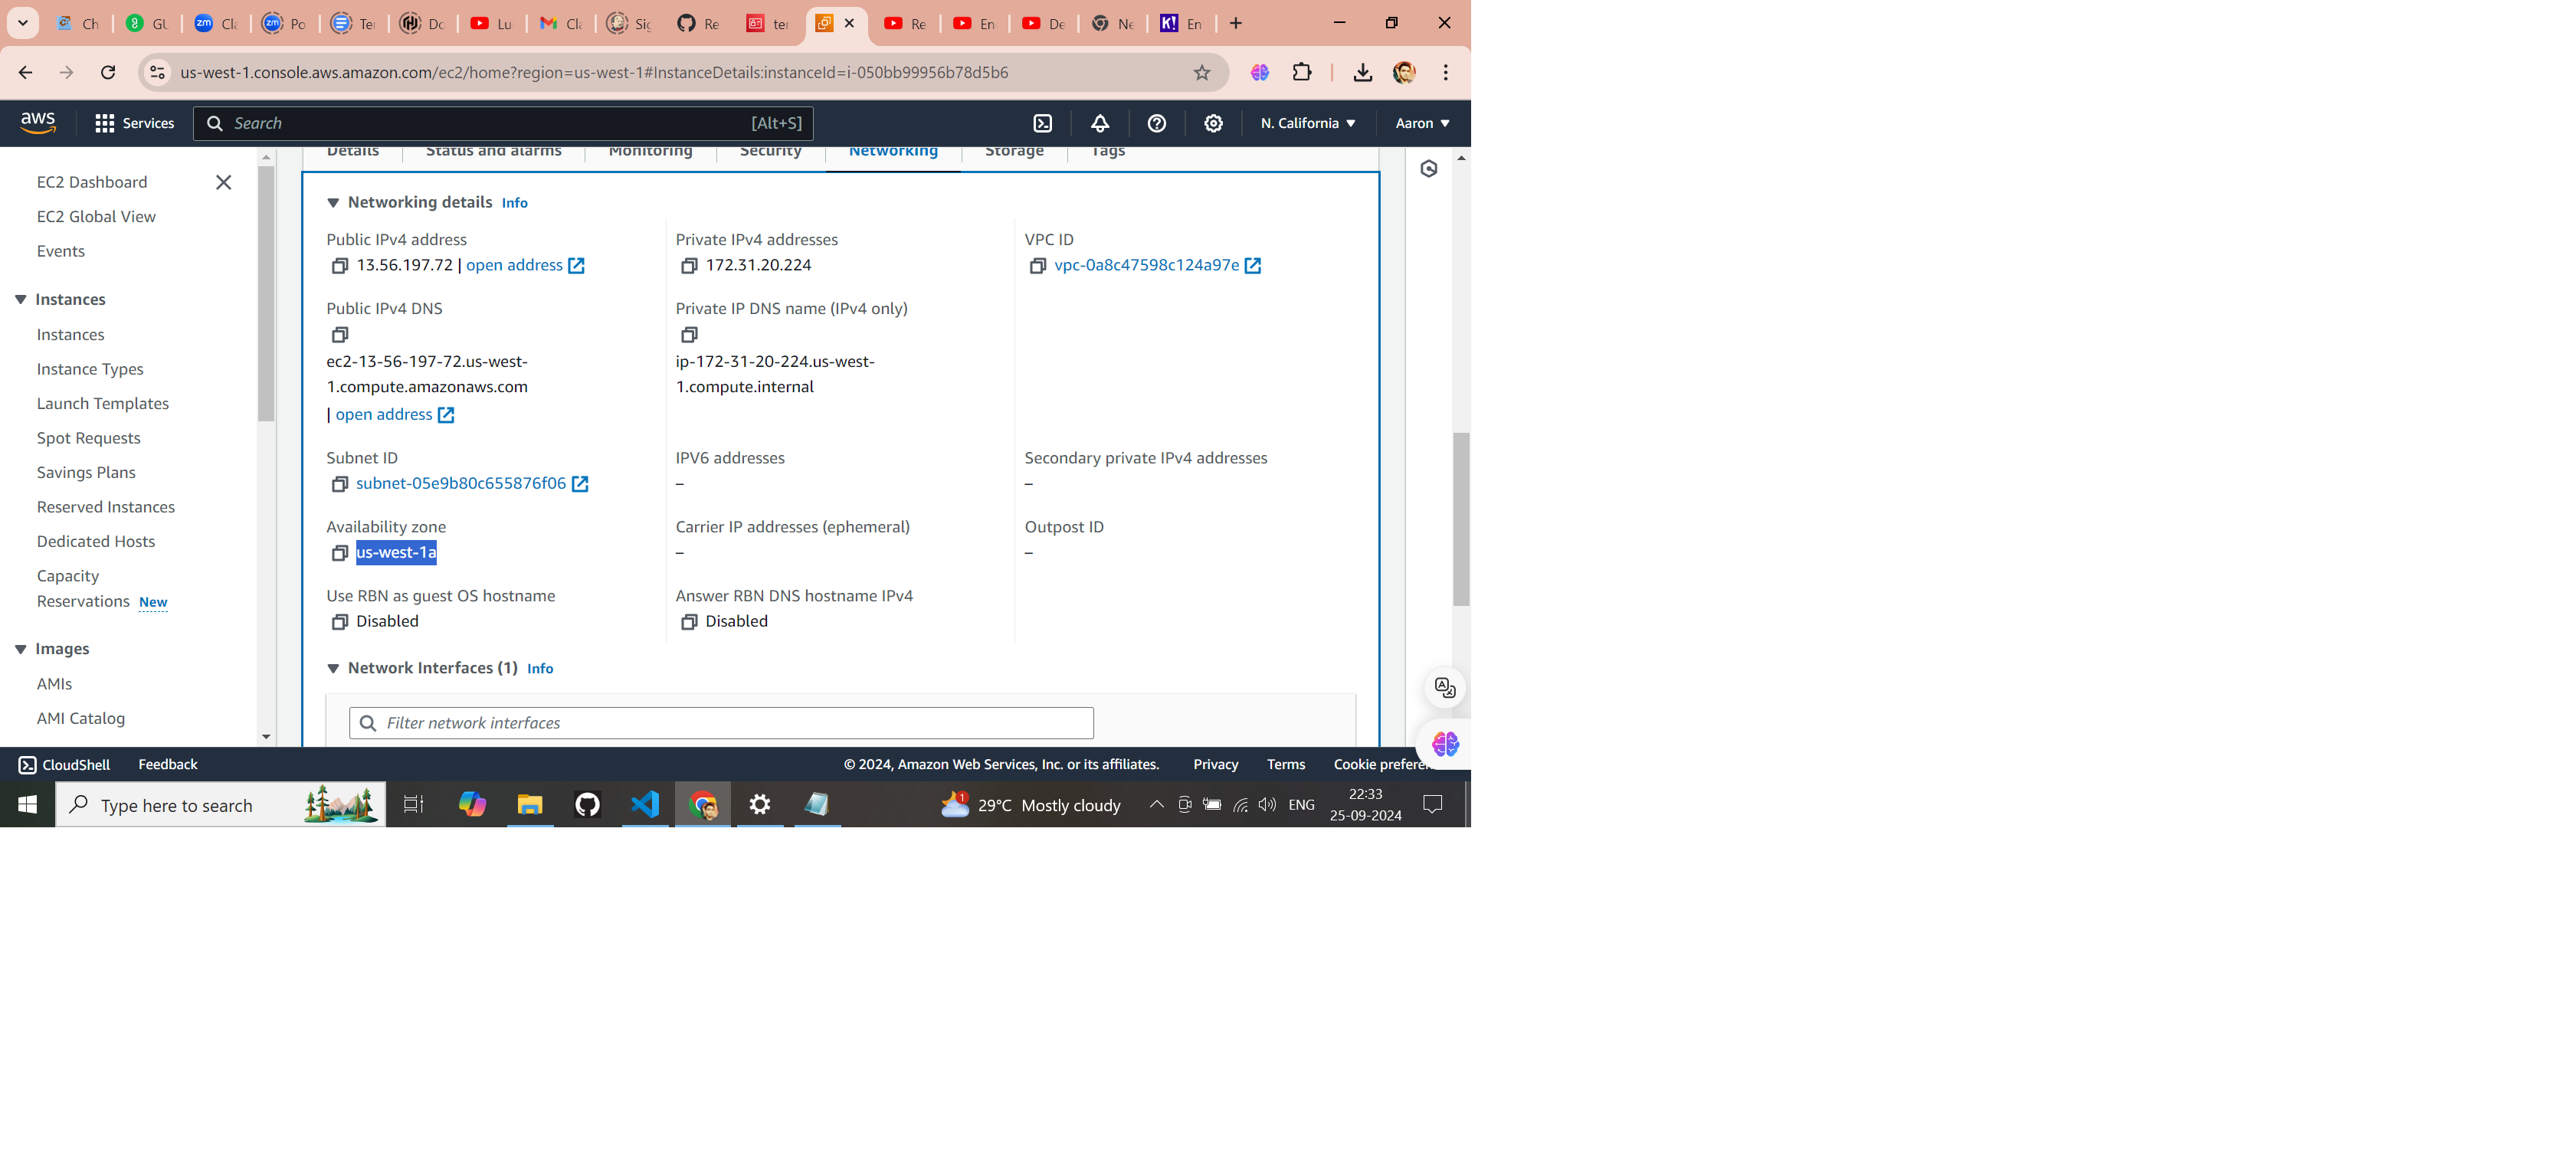 Ch
GU
Cla
Po
Ter
Do
Lu
Cla
Sig
Re
ter
Re
En
De
Ne
En
us-west-1.console.aws.amazon.com/ec2/home?region=us-west-1#InstanceDetails:instanceId=i-050bb99956b78d5b6
aws
Services
Search
[Alt+S]
N. California
Aaron
Details
Status and alarms
Monitoring
Security
Networking
Storage
Tags
EC2 Dashboard
EC2 Global View
Events
Instances
Instances
Instance Types
Launch Templates
Spot Requests
Savings Plans
Reserved Instances
Dedicated Hosts
Capacity
Reservations New
Images
AMIs
AMI Catalog
Networking details Info
Public IPv4 address
13.56.197.72 | open address
Private IPv4 addresses
172.31.20.224
VPC ID
vpc-0a8c47598c124a97e
Public IPv4 DNS
ec2-13-56-197-72.us-west-
1.compute.amazonaws.com
| open address
Private IP DNS name (IPv4 only)
ip-172-31-20-224.us-west-
1.compute.internal
Subnet ID
subnet-05e9b80c655876f06
IPV6 addresses
–
Secondary private IPv4 addresses
–
Availability zone
us-west-1a
Carrier IP addresses (ephemeral)
–
Outpost ID
–
Use RBN as guest OS hostname
Disabled
Answer RBN DNS hostname IPv4
Disabled
Network Interfaces (1) Info
Filter network interfaces
CloudShell
Feedback
© 2024, Amazon Web Services, Inc. or its affiliates.
Privacy
Terms
Cookie prefere
Type here to search
1
29°C Mostly cloudy
ENG
22:33
25-09-2024